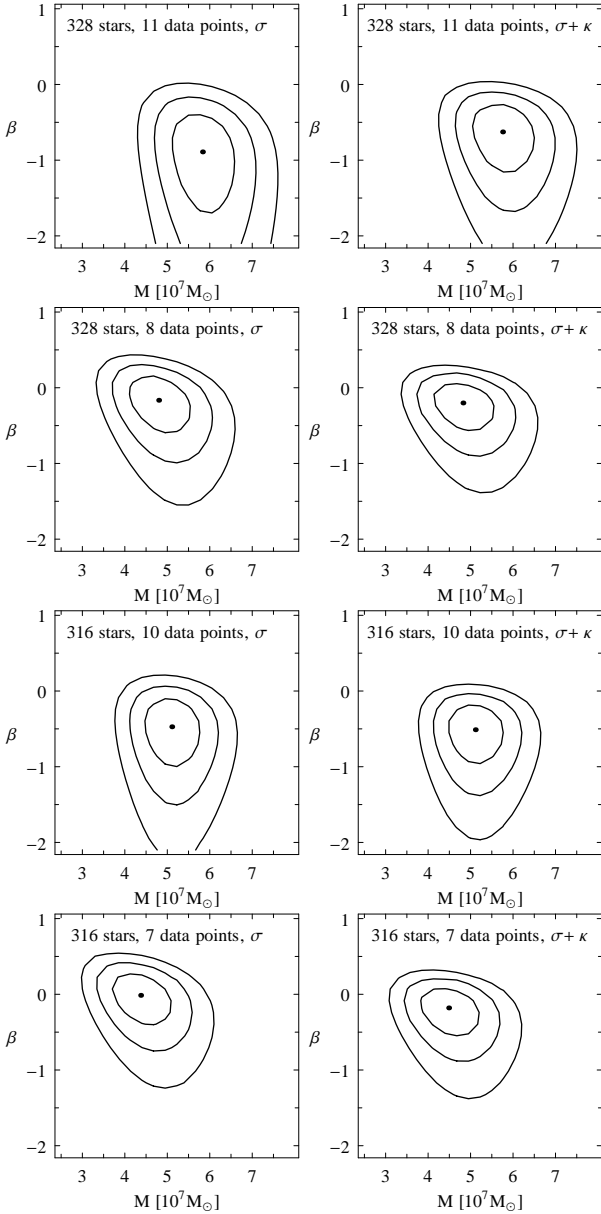 328 stars, 11 data points, σ
328 stars, 11 data points, σ+ κ
1
0
−1
−2
β
3 4 5 6 7
M [10⁷M☉]
1
0
−1
−2
β
3 4 5 6 7
M [10⁷M☉]
328 stars, 8 data points, σ
328 stars, 8 data points, σ+ κ
1
0
−1
−2
β
3 4 5 6 7
M [10⁷M☉]
1
0
−1
−2
β
3 4 5 6 7
M [10⁷M☉]
316 stars, 10 data points, σ
316 stars, 10 data points, σ+ κ
1
0
−1
−2
β
3 4 5 6 7
M [10⁷M☉]
1
0
−1
−2
β
3 4 5 6 7
M [10⁷M☉]
316 stars, 7 data points, σ
316 stars, 7 data points, σ+ κ
1
0
−1
−2
β
3 4 5 6 7
M [10⁷M☉]
1
0
−1
−2
β
3 4 5 6 7
M [10⁷M☉]